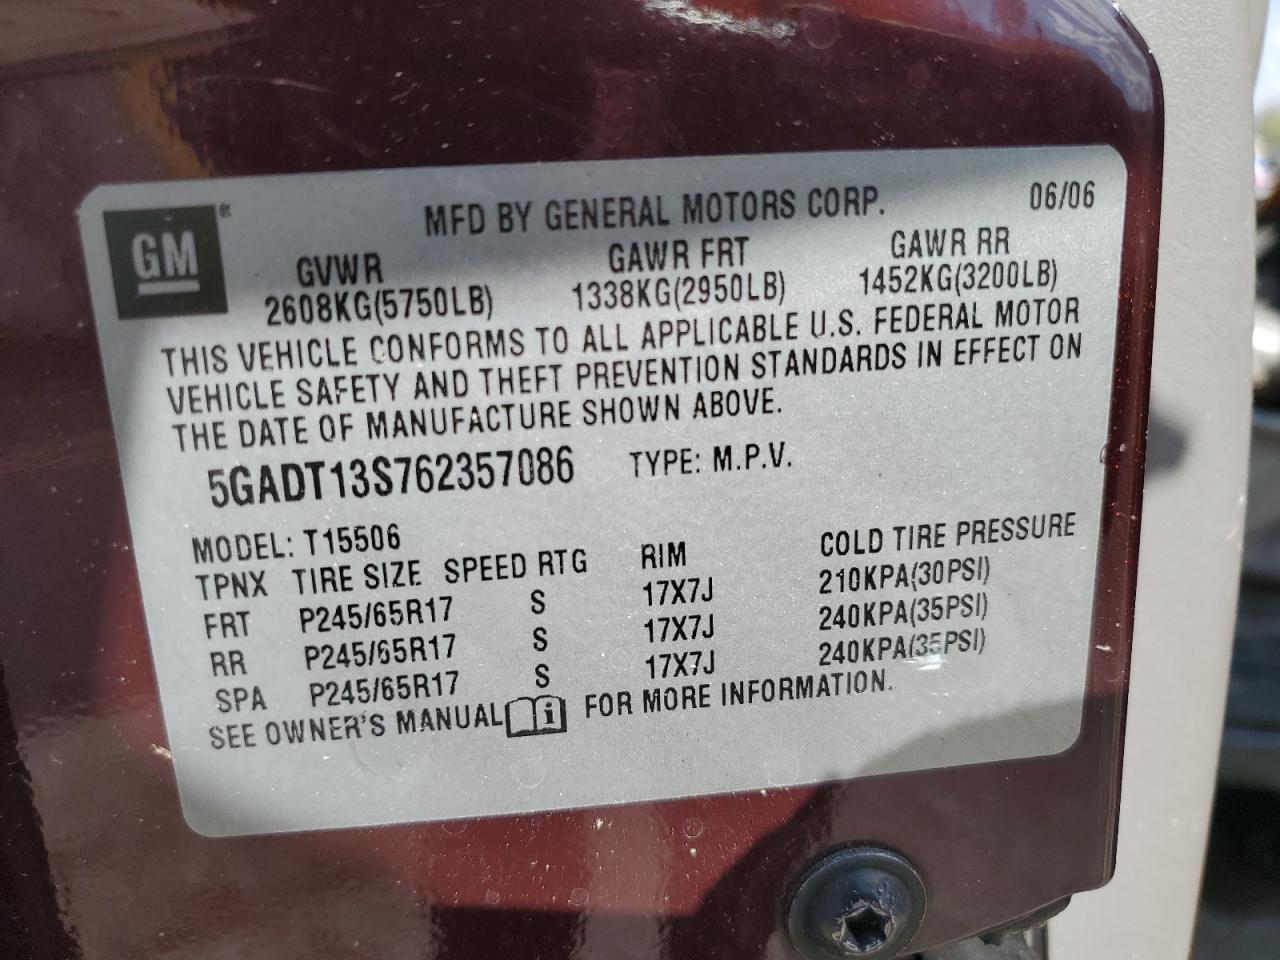 GM®
MFD BY GENERAL MOTORS CORP. 06/06
GVWR GAWR FRT GAWR RR
2608KG(5750LB) 1338KG(2950LB) 1452KG(3200LB)
THIS VEHICLE CONFORMS TO ALL APPLICABLE U.S. FEDERAL MOTOR
VEHICLE SAFETY AND THEFT PREVENTION STANDARDS IN EFFECT ON
THE DATE OF MANUFACTURE SHOWN ABOVE.
5GADT13S762357086 TYPE: M.P.V.
MODEL: T15506
TPNX TIRE SIZE SPEED RTG RIM COLD TIRE PRESSURE
FRT P245/65R17 S 17X7J 210KPA(30PSI)
RR P245/65R17 S 17X7J 240KPA(35PSI)
SPA P245/65R17 S 17X7J 240KPA(35PSI)
SEE OWNER'S MANUAL i FOR MORE INFORMATION.